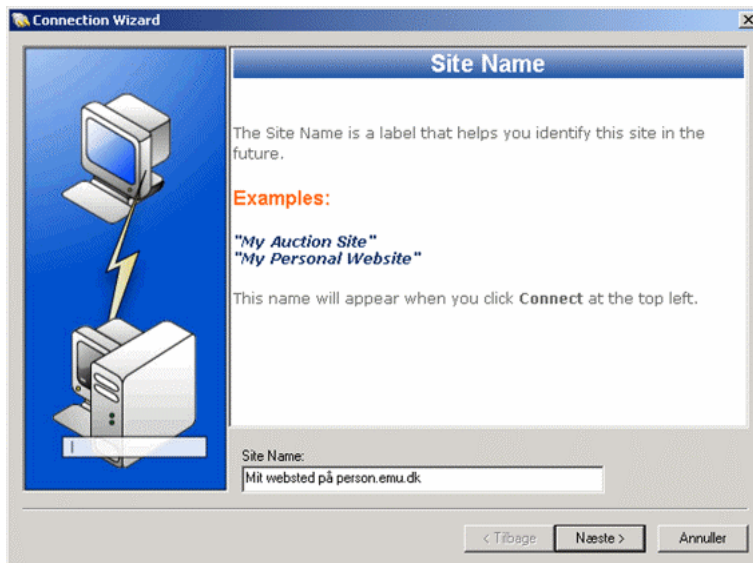 Connection Wizard
Site Name
The Site Name is a label that helps you identify this site in the
future.
Examples:
"My Auction Site"
"My Personal Website"
This name will appear when you click Connect at the top left.
Site Name:
Mit websted på person.emu.dk
< Tilbage
Næste >
Annuller